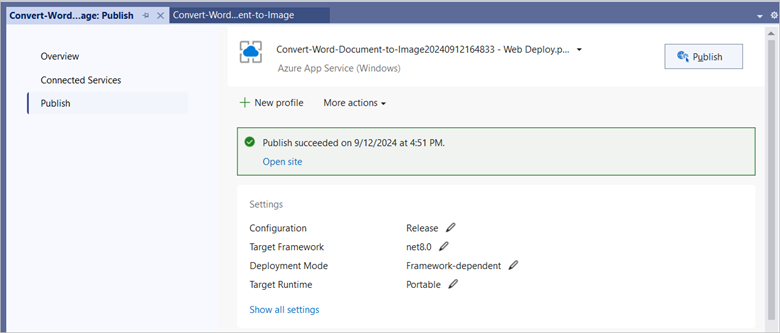 Convert-Word...age: Publish
Convert-Word...ent-to-Image
Overview
Connected Services
Publish
Convert-Word-Document-to-Image20240912164833 - Web Deploy.p...
Azure App Service (Windows)
Publish
New profile
More actions
Publish succeeded on 9/12/2024 at 4:51 PM.
Open site
Settings
Configuration Release
Target Framework net8.0
Deployment Mode Framework-dependent
Target Runtime Portable
Show all settings